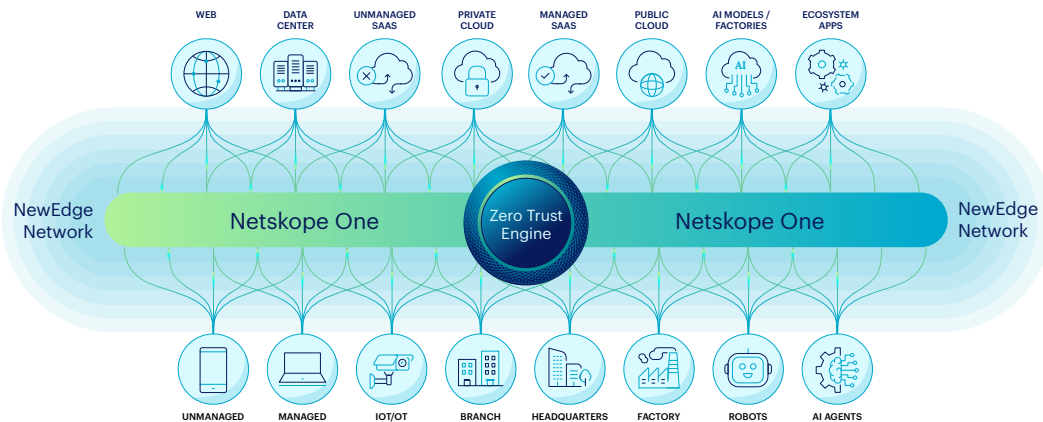 WEB
DATA
CENTER
UNMANAGED
SAAS
PRIVATE
CLOUD
MANAGED
SAAS
PUBLIC
CLOUD
AI MODELS /
FACTORIES
ECOSYSTEM
APPS
AI
NewEdge
Network
Netskope One
Zero Trust
Engine
Netskope One
NewEdge
Network
UNMANAGED
MANAGED
IOT/OT
BRANCH
HEADQUARTERS
FACTORY
ROBOTS
AI AGENTS